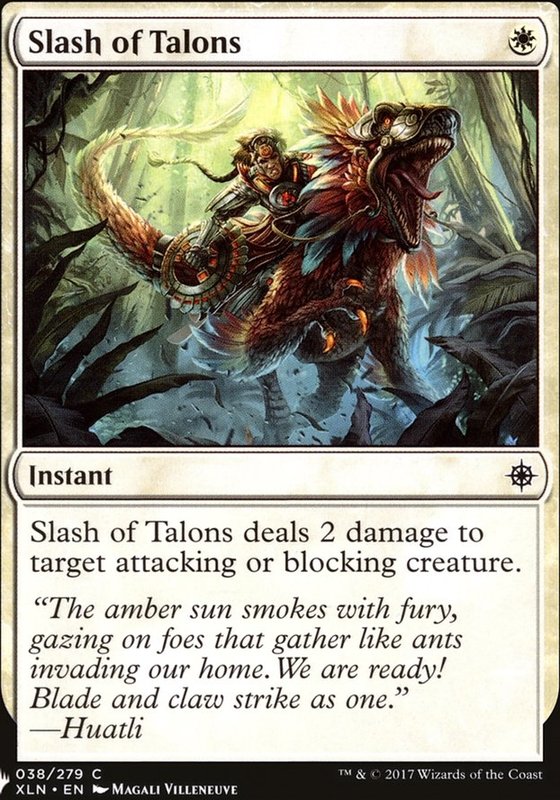 Slash of Talons
Instant
Slash of Talons deals 2 damage to
target attacking or blocking creature.
“The amber sun smokes with fury,
gazing on foes that gather like ants
invading our home. We are ready!
Blade and claw strike as one.”
—Huatli
038/279 C
XLN • EN Magali Villeneuve
™ & © 2017 Wizards of the Coast